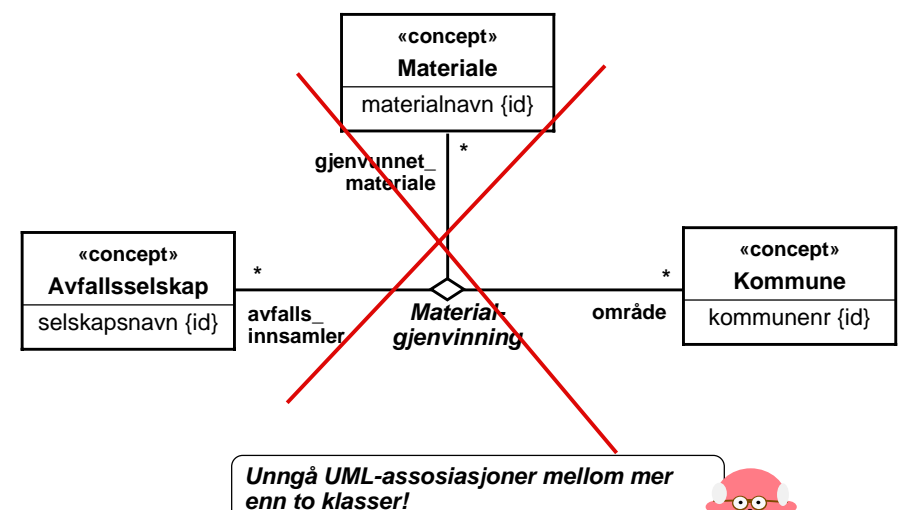 «concept»
Materiale
materialnavn {id}
*
gjenvunnet_
materiale
«concept»
Avfallsselskap
selskapsnavn {id}
*
avfalls_
innsamler
Material-
gjenvinning
*
område
«concept»
Kommune
kommunenr {id}
Unngå UML-assosiasjoner mellom mer
enn to klasser!